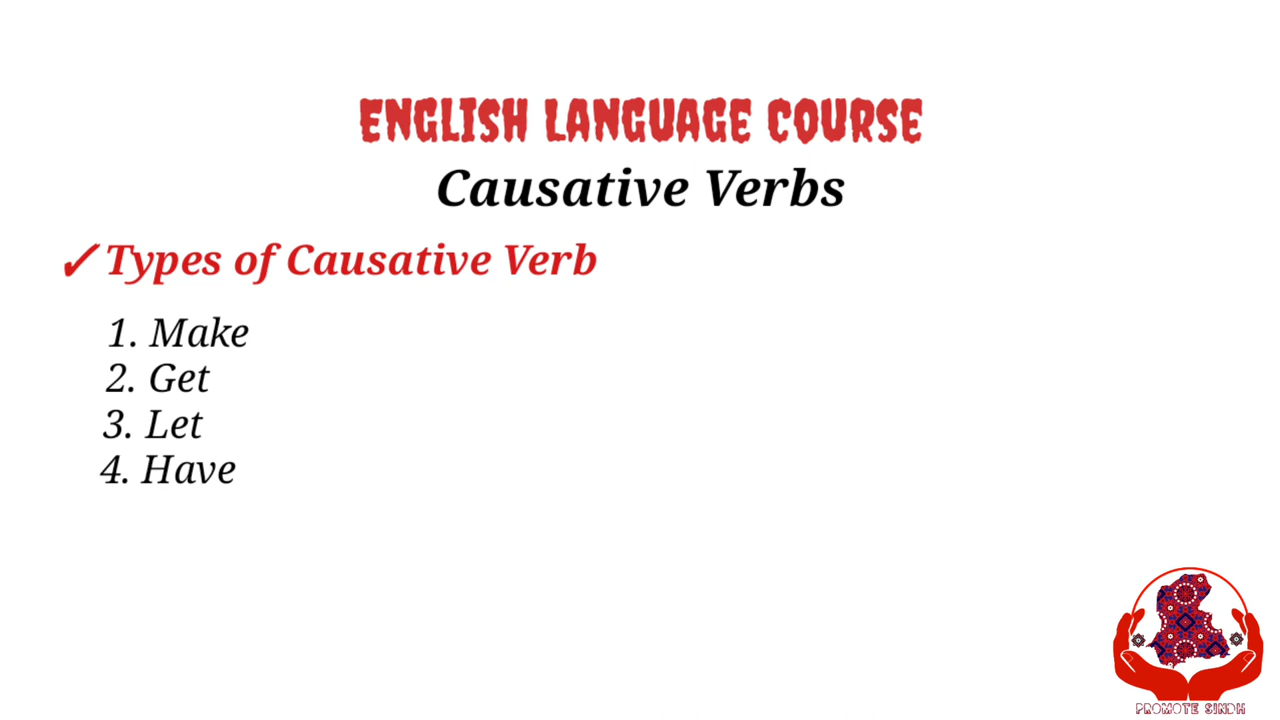 ENGLISH LANGUAGE COURSE
Causative Verbs
✓ Types of Causative Verb
1. Make
2. Get
3. Let
4. Have
PROMOTE SINDH